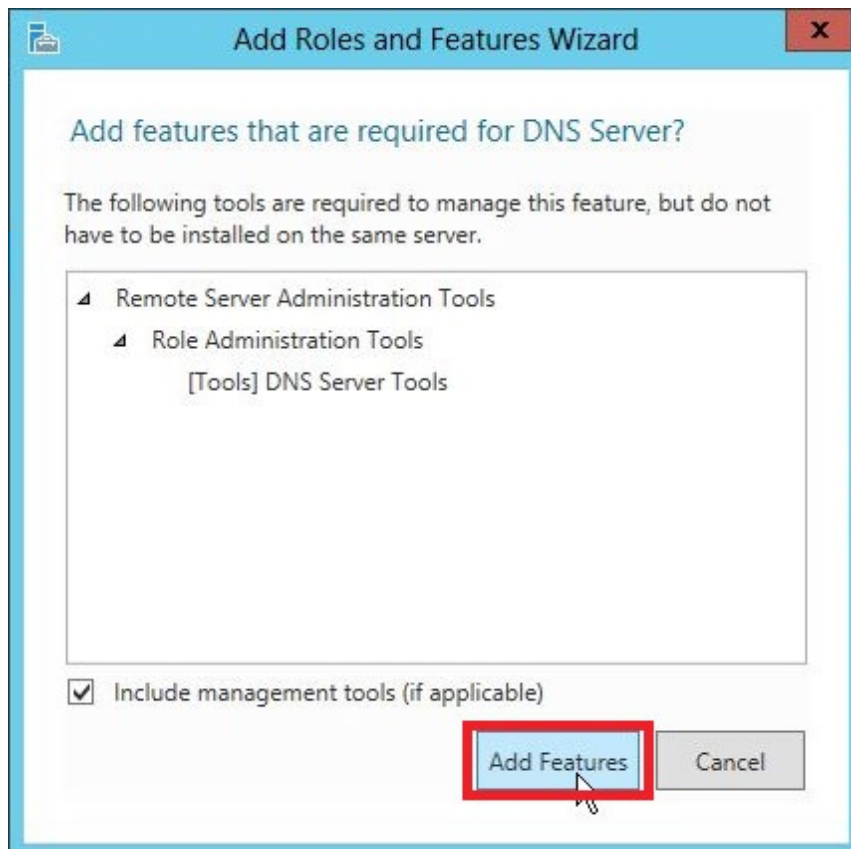 Add Roles and Features Wizard
x
Add features that are required for DNS Server?
The following tools are required to manage this feature, but do not
have to be installed on the same server.
Remote Server Administration Tools
Role Administration Tools
[Tools] DNS Server Tools
Include management tools (if applicable)
Add Features
Cancel